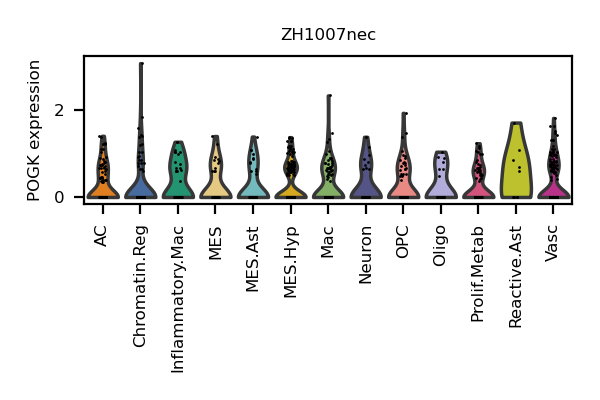 ZH1007nec
POGK expression
2
0
AC
Chromatin.Reg
Inflammatory.Mac
MES
MES.Ast
MES.Hyp
Mac
Neuron
OPC
Oligo
Prolif.Metab
Reactive.Ast
Vasc